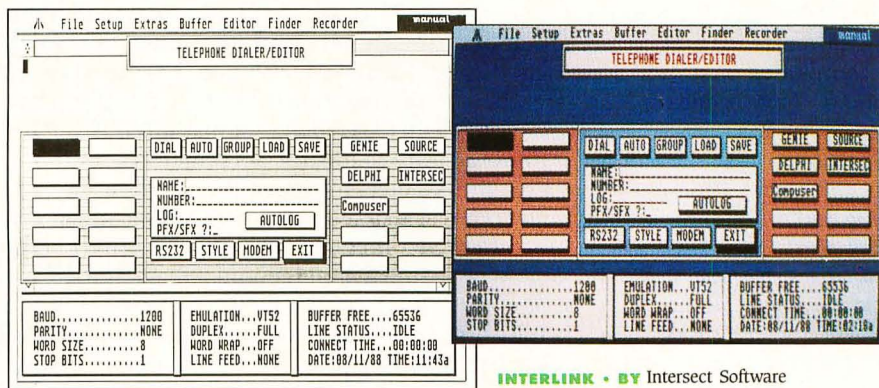 File Setup Extras Buffer Editor Finder Recorder manual
TELEPHONE DIALER/EDITOR
DIAL AUTO GROUP LOAD SAVE GENIE SOURCE
DELPHI INTERSEC
NAME:
NUMBER:
LOG: AUTOLOG Compuser
PFX/SFX ?:
RS232 STYLE MODEM EXIT
BAUD.............1200
PARITY...........NONE
WORD SIZE........8
STOP BITS........1
EMULATION...VT52
DUPLEX......FULL
WORD WRAP...OFF
LINE FEED...NONE
BUFFER FREE....65536
LINE STATUS....IDLE
CONNECT TIME...00:00:00
DATE:08/11/88 TIME:11:43a
File Setup Extras Buffer Editor Finder Recorder manual
TELEPHONE DIALER/EDITOR
DIAL AUTO GROUP LOAD SAVE GENIE SOURCE
DELPHI INTERSEC
NAME:
NUMBER:
LOG: AUTOLOG Compuser
PFX/SFX ?:
RS232 STYLE MODEM EXIT
BAUD.............1200
PARITY...........NONE
WORD SIZE........8
STOP BITS........1
EMULATION...VT52
DUPLEX......FULL
WORD WRAP...OFF
LINE FEED...NONE
BUFFER FREE....65536
LINE STATUS....IDLE
CONNECT TIME...00:00:00
DATE:08/11/88 TIME:02:16a
INTERLINK • BY Intersect Software